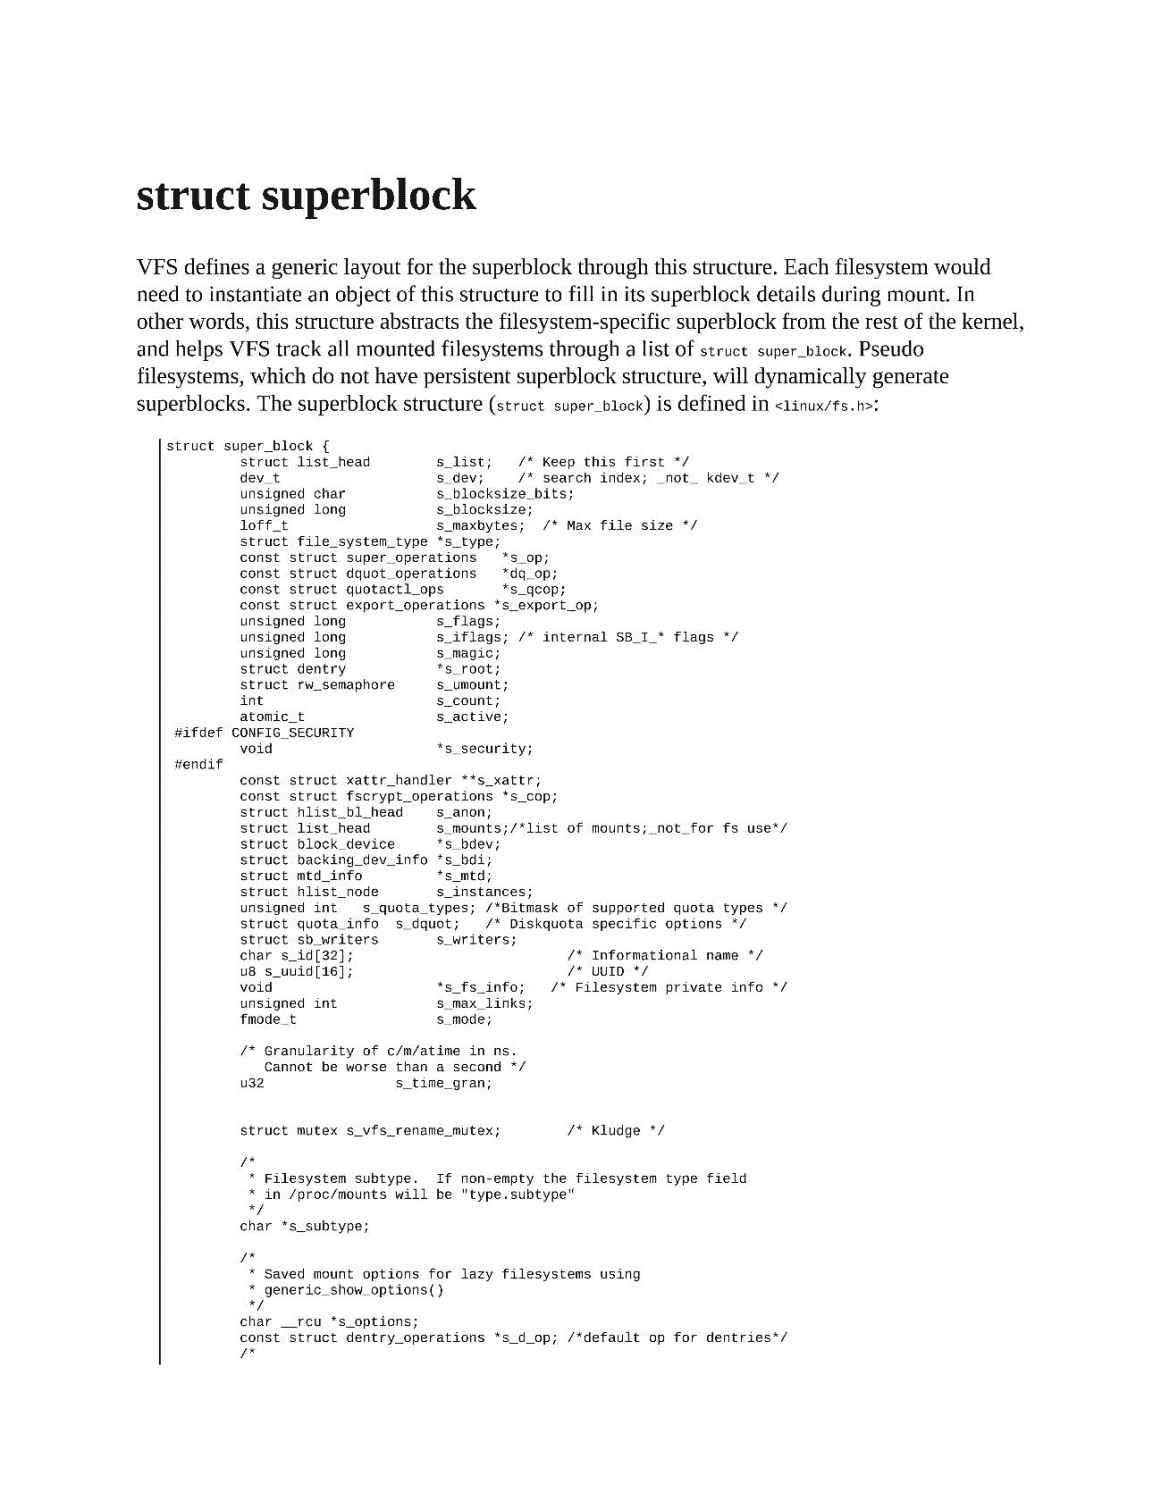 struct superblock
VFS defines a generic layout for the superblock through this structure. Each filesystem would
need to instantiate an object of this structure to fill in its superblock details during mount. In
other words, this structure abstracts the filesystem-specific superblock from the rest of the kernel,
and helps VFS track all mounted filesystems through a list of struct super_block. Pseudo
filesystems, which do not have persistent superblock structure, will dynamically generate
superblocks. The superblock structure (struct super_block) is defined in <linux/fs.h>:
struct super_block {
struct list_head s_list; /* Keep this first */
dev_t s_dev; /* search index; _not_ kdev_t */
unsigned char s_blocksize_bits;
unsigned long s_blocksize;
loff_t s_maxbytes; /* Max file size */
struct file_system_type *s_type;
const struct super_operations *s_op;
const struct dquot_operations *dq_op;
const struct quotactl_ops *s_qcop;
const struct export_operations *s_export_op;
unsigned long s_flags;
unsigned long s_iflags; /* internal SB_I_* flags */
unsigned long s_magic;
struct dentry *s_root;
struct rw_semaphore s_umount;
int s_count;
atomic_t s_active;
#ifdef CONFIG_SECURITY
void *s_security;
#endif
const struct xattr_handler **s_xattr;
const struct fscrypt_operations *s_cop;
struct hlist_bl_head s_anon;
struct list_head s_mounts;/*list of mounts;_not_for fs use*/
struct block_device *s_bdev;
struct backing_dev_info *s_bdi;
struct mtd_info *s_mtd;
struct hlist_node s_instances;
unsigned int s_quota_types; /*Bitmask of supported quota types */
struct quota_info s_dquot; /* Diskquota specific options */
struct sb_writers s_writers;
char s_id[32]; /* Informational name */
u8 s_uuid[16]; /* UUID */
void *s_fs_info; /* Filesystem private info */
unsigned int s_max_links;
fmode_t s_mode;
/* Granularity of c/m/atime in ns.
Cannot be worse than a second */
u32 s_time_gran;
struct mutex s_vfs_rename_mutex; /* Kludge */
/*
* Filesystem subtype. If non-empty the filesystem type field
* in /proc/mounts will be "type.subtype"
*/
char *s_subtype;
/*
* Saved mount options for lazy filesystems using
* generic_show_options()
*/
char __rcu *s_options;
const struct dentry_operations *s_d_op; /*default op for dentries*/
/*